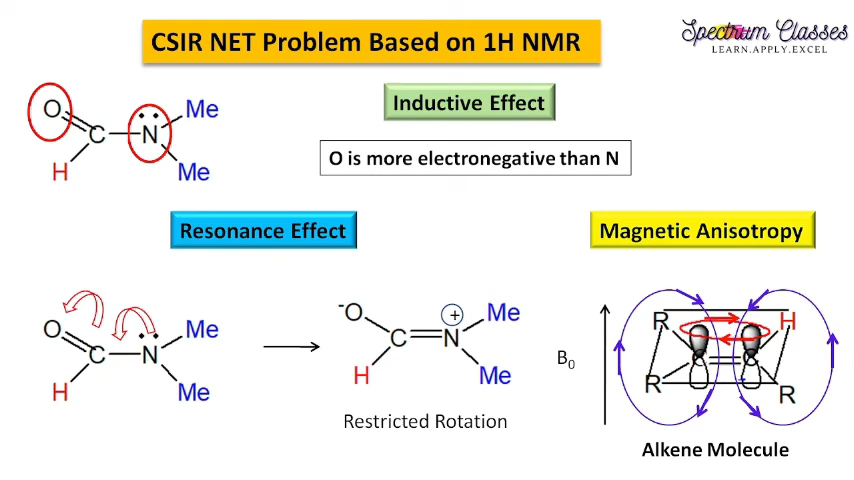 CSIR NET Problem Based on 1H NMR
Spectrum Classes
LEARN.APPLY.EXCEL
O
C
N
Me
H
Me
Inductive Effect
O is more electronegative than N
Resonance Effect
Magnetic Anisotropy
O
C
N
Me
H
Me
-O
C
N
+
Me
H
Me
Restricted Rotation
B0
R
H
C
C
R
R
Alkene Molecule